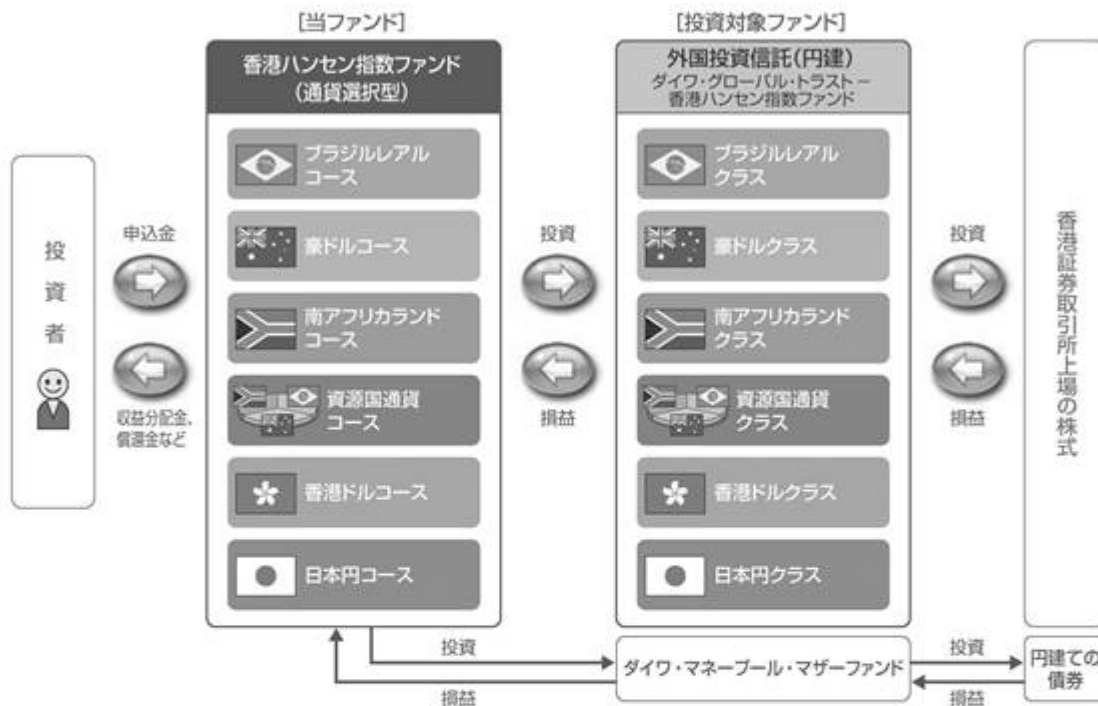 [当ファンド]
[投資対象ファンド]
香港ハンセン指数ファンド
(通貨選択型)
外国投資信託(円建)
ダイワ・グローバル・トラスト－
香港ハンセン指数ファンド
投資者
申込金
収益分配金、
償還金など
ブラジルレアル
コース
豪ドルコース
南アフリカランド
コース
資源国通貨
コース
香港ドルコース
日本円コース
投資
損益
ブラジルレアル
クラス
豪ドルクラス
南アフリカランド
クラス
資源国通貨
クラス
香港ドルクラス
日本円クラス
投資
損益
香港証券取引所上場の株式
投資
損益
ダイワ・マネープール・マザーファンド
投資
損益
円建ての
債券